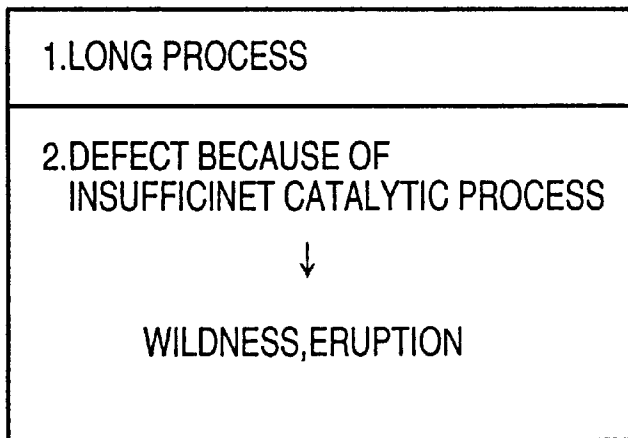 1.LONG PROCESS
2.DEFECT BECAUSE OF
INSUFFICINET CATALYTIC PROCESS
↓
WILDNESS,ERUPTION